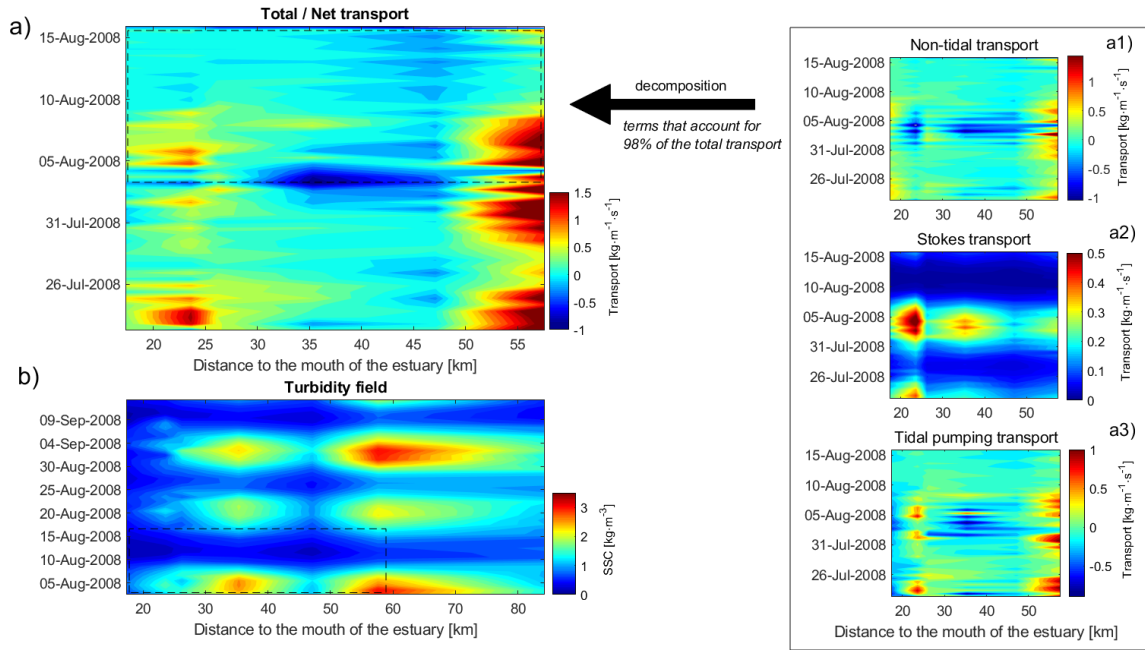 a)
Total / Net transport
15-Aug-2008
10-Aug-2008
05-Aug-2008
31-Jul-2008
26-Jul-2008
20 25 30 35 40 45 50 55
Distance to the mouth of the estuary [km]
1.5
1
0.5
0
-0.5
-1
Transport [kg·m⁻¹·s⁻¹]
b)
Turbidity field
09-Sep-2008
04-Sep-2008
30-Aug-2008
25-Aug-2008
20-Aug-2008
15-Aug-2008
10-Aug-2008
05-Aug-2008
20 30 40 50 60 70 80
Distance to the mouth of the estuary [km]
3
2
1
0
SSC [kg·m⁻³]
decomposition
terms that account for
98% of the total transport
Non-tidal transport
a1)
15-Aug-2008
10-Aug-2008
05-Aug-2008
31-Jul-2008
26-Jul-2008
20 30 40 50
1
0.5
0
-0.5
-1
Transport [kg·m⁻¹·s⁻¹]
Stokes transport
a2)
15-Aug-2008
10-Aug-2008
05-Aug-2008
31-Jul-2008
26-Jul-2008
20 30 40 50
0.5
0.4
0.3
0.2
0.1
0
Transport [kg·m⁻¹·s⁻¹]
Tidal pumping transport
a3)
15-Aug-2008
10-Aug-2008
05-Aug-2008
31-Jul-2008
26-Jul-2008
20 30 40 50
1
0.5
0
-0.5
Transport [kg·m⁻¹·s⁻¹]
Distance to the mouth of the estuary [km]